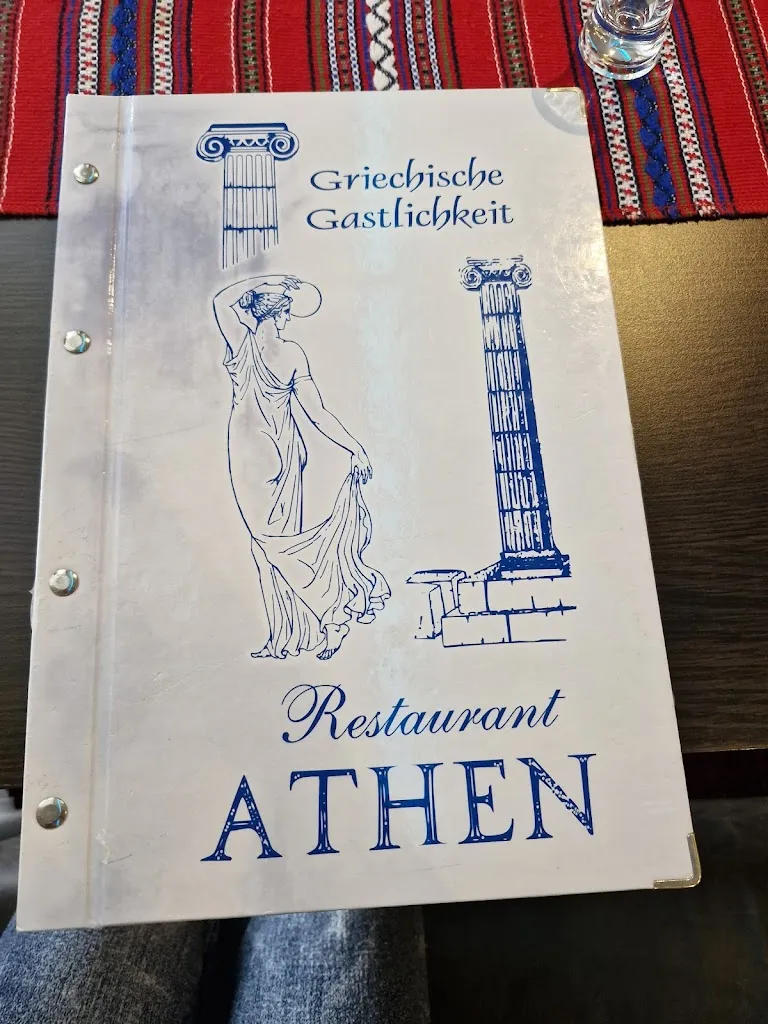 Griechische
Gastlichkeit
Restaurant
ATHEN